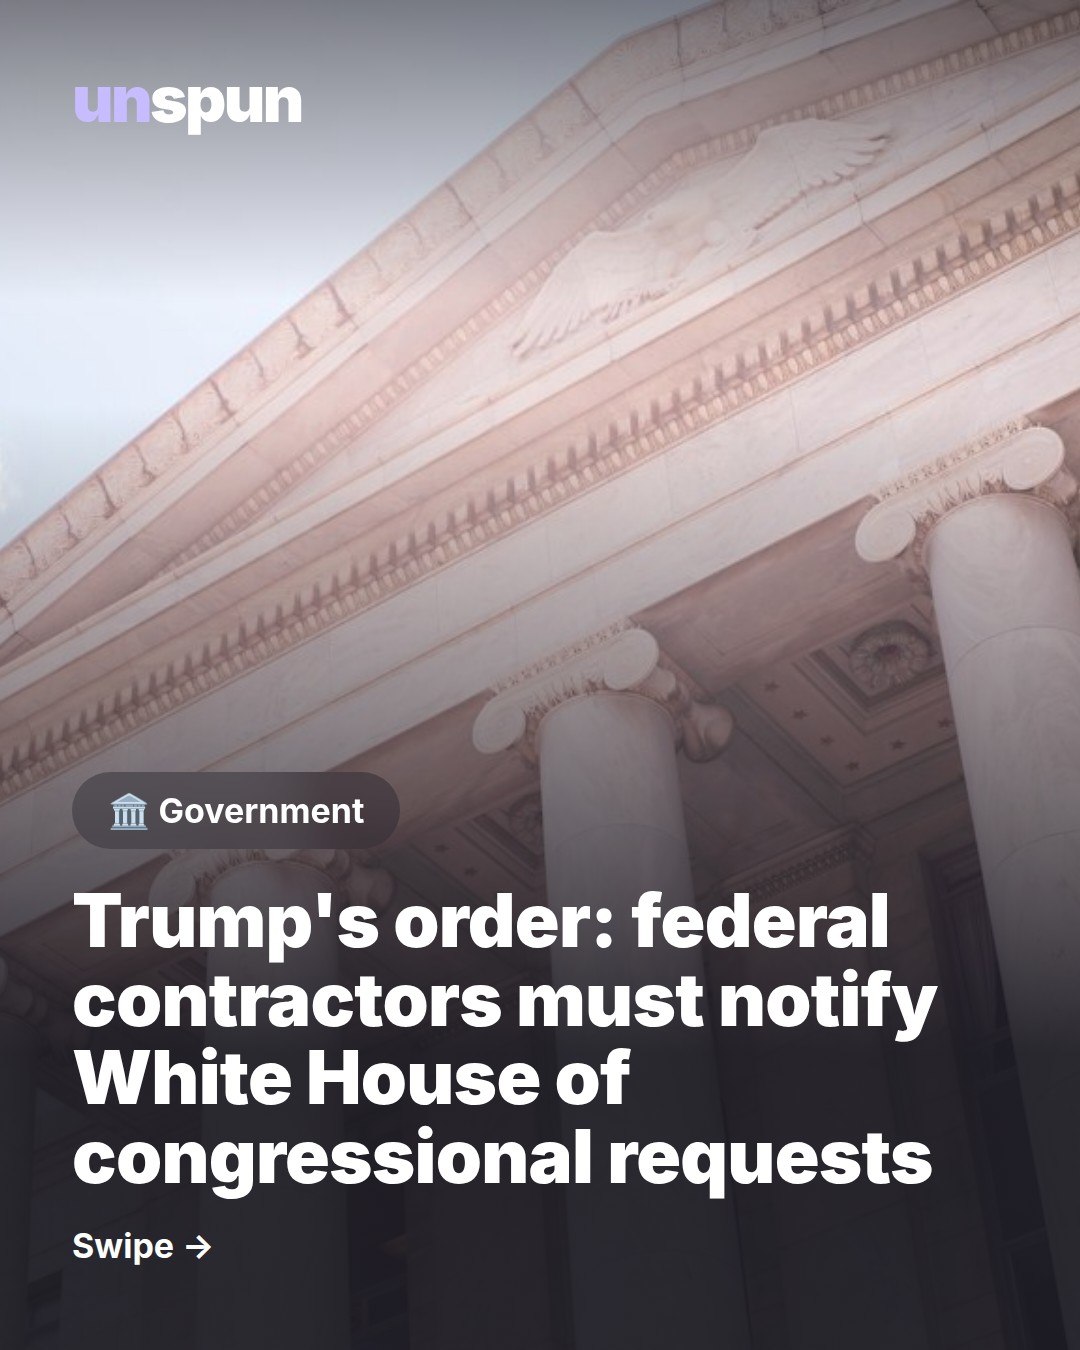 unspun
🏛️ Government
Trump's order: federal
contractors must notify
White House of
congressional requests
Swipe →